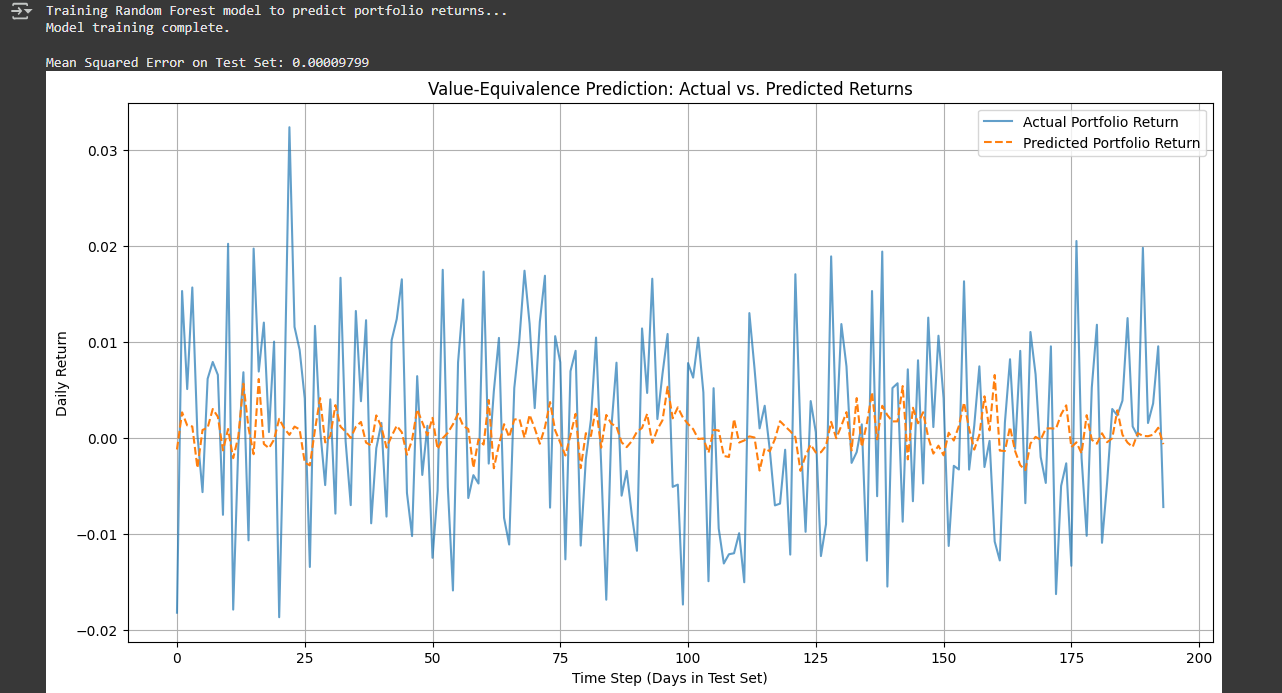 Training Random Forest model to predict portfolio returns...
Model training complete.
Mean Squared Error on Test Set: 0.00009799
Value-Equivalence Prediction: Actual vs. Predicted Returns
Actual Portfolio Return
Predicted Portfolio Return
Daily Return
0.03
0.02
0.01
0.00
−0.01
−0.02
0 25 50 75 100 125 150 175 200
Time Step (Days in Test Set)